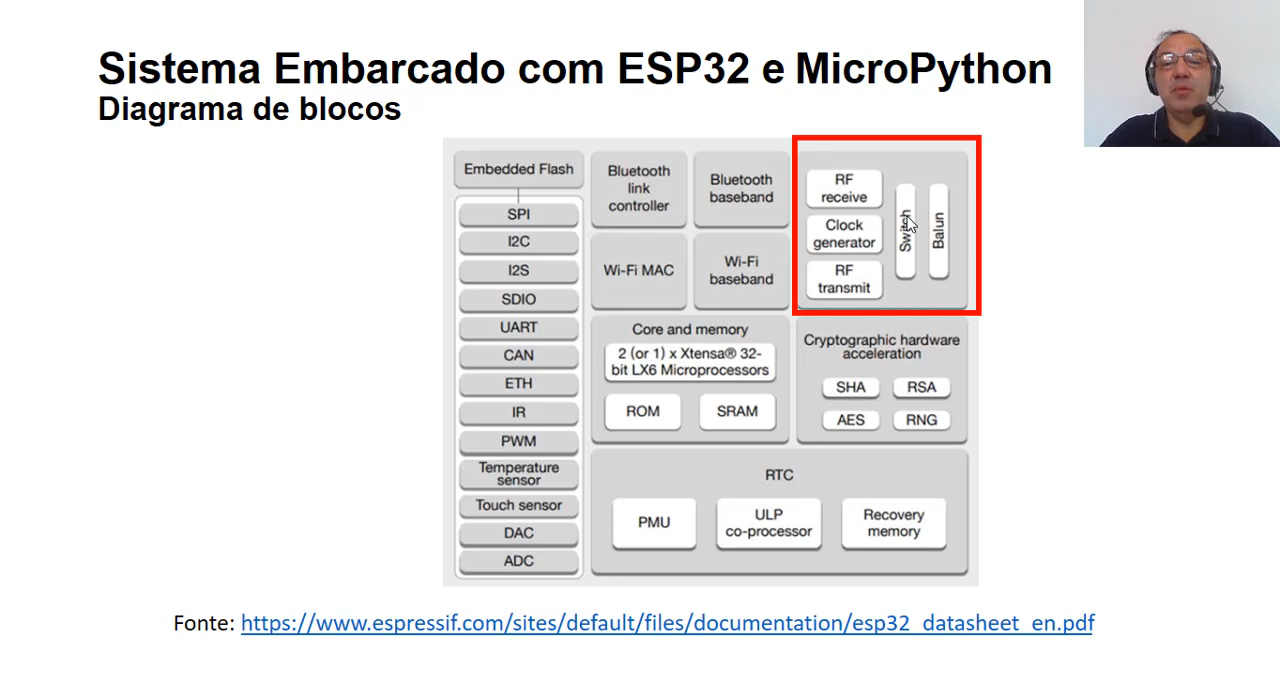 Sistema Embarcado com ESP32 e MicroPython
Diagrama de blocos
Embedded Flash
SPI
I2C
I2S
SDIO
UART
CAN
ETH
IR
PWM
Temperature
sensor
Touch sensor
DAC
ADC
Bluetooth
link
controller
Bluetooth
baseband
Wi-Fi MAC
Wi-Fi
baseband
RF
receive
Clock
generator
RF
transmit
Switch
Balun
Core and memory
2 (or 1) x Xtensa® 32-
bit LX6 Microprocessors
ROM
SRAM
Cryptographic hardware
acceleration
SHA
RSA
AES
RNG
RTC
PMU
ULP
co-processor
Recovery
memory
Fonte: https://www.espressif.com/sites/default/files/documentation/esp32_datasheet_en.pdf